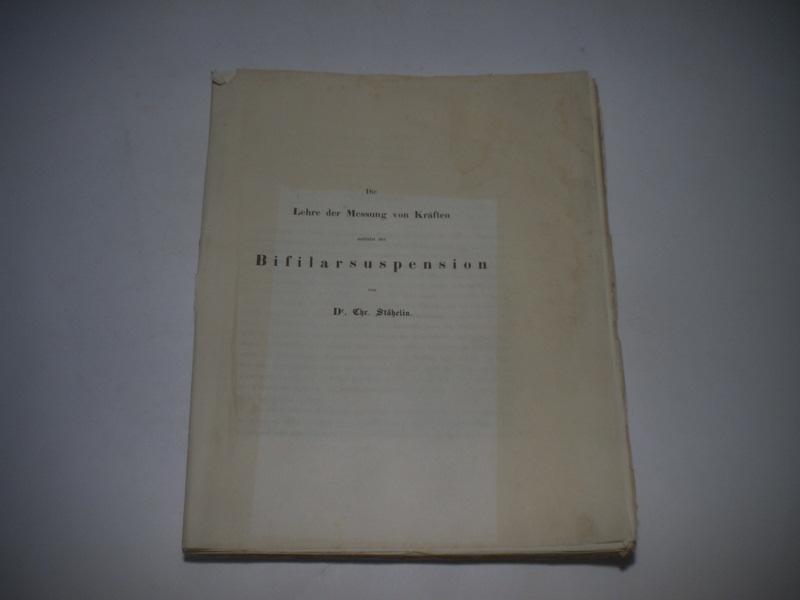 Die
Lehre der Messung von Kräften
mittelst der
Bifilarsuspension
von
Dr. Chr. Stähelin.